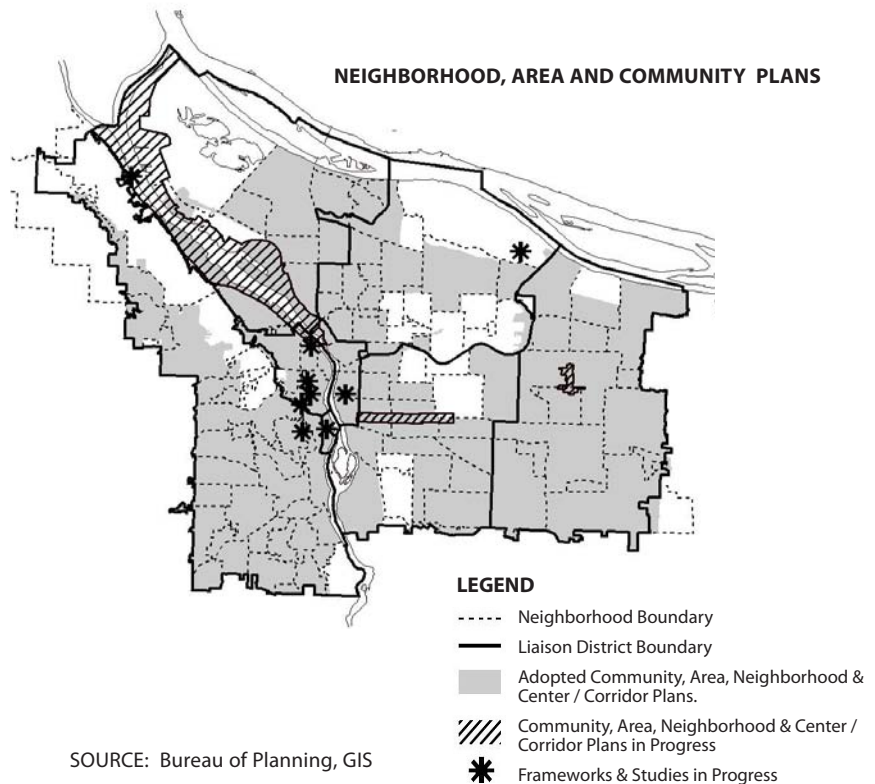 NEIGHBORHOOD, AREA AND COMMUNITY PLANS
LEGEND
Neighborhood Boundary
Liaison District Boundary
Adopted Community, Area, Neighborhood &
Center / Corridor Plans.
Community, Area, Neighborhood & Center /
Corridor Plans in Progress
Frameworks & Studies in Progress
SOURCE: Bureau of Planning, GIS